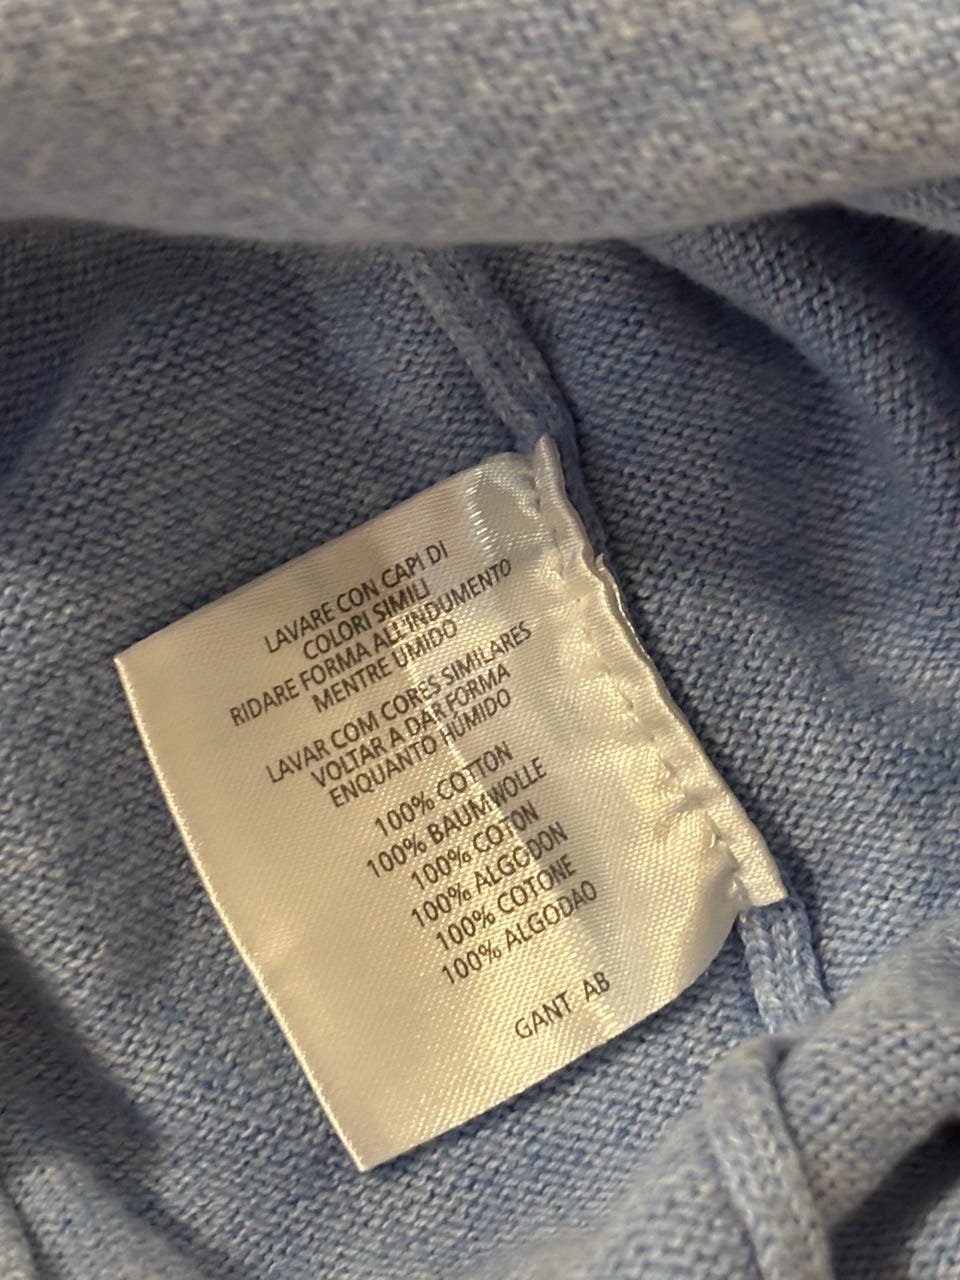 LAVARE CON CAPI DI
COLORI SIMILI
RIDARE FORMA ALL'INDUMENTO
MENTRE UMIDO
LAVAR COM CORES SIMILARES
VOLTAR A DAR FORMA
ENQUANTO HÚMIDO
100% COTTON
100% BAUMWOLLE
100% COTON
100% ALGODON
100% COTONE
100% ALGODAO
GANT AB